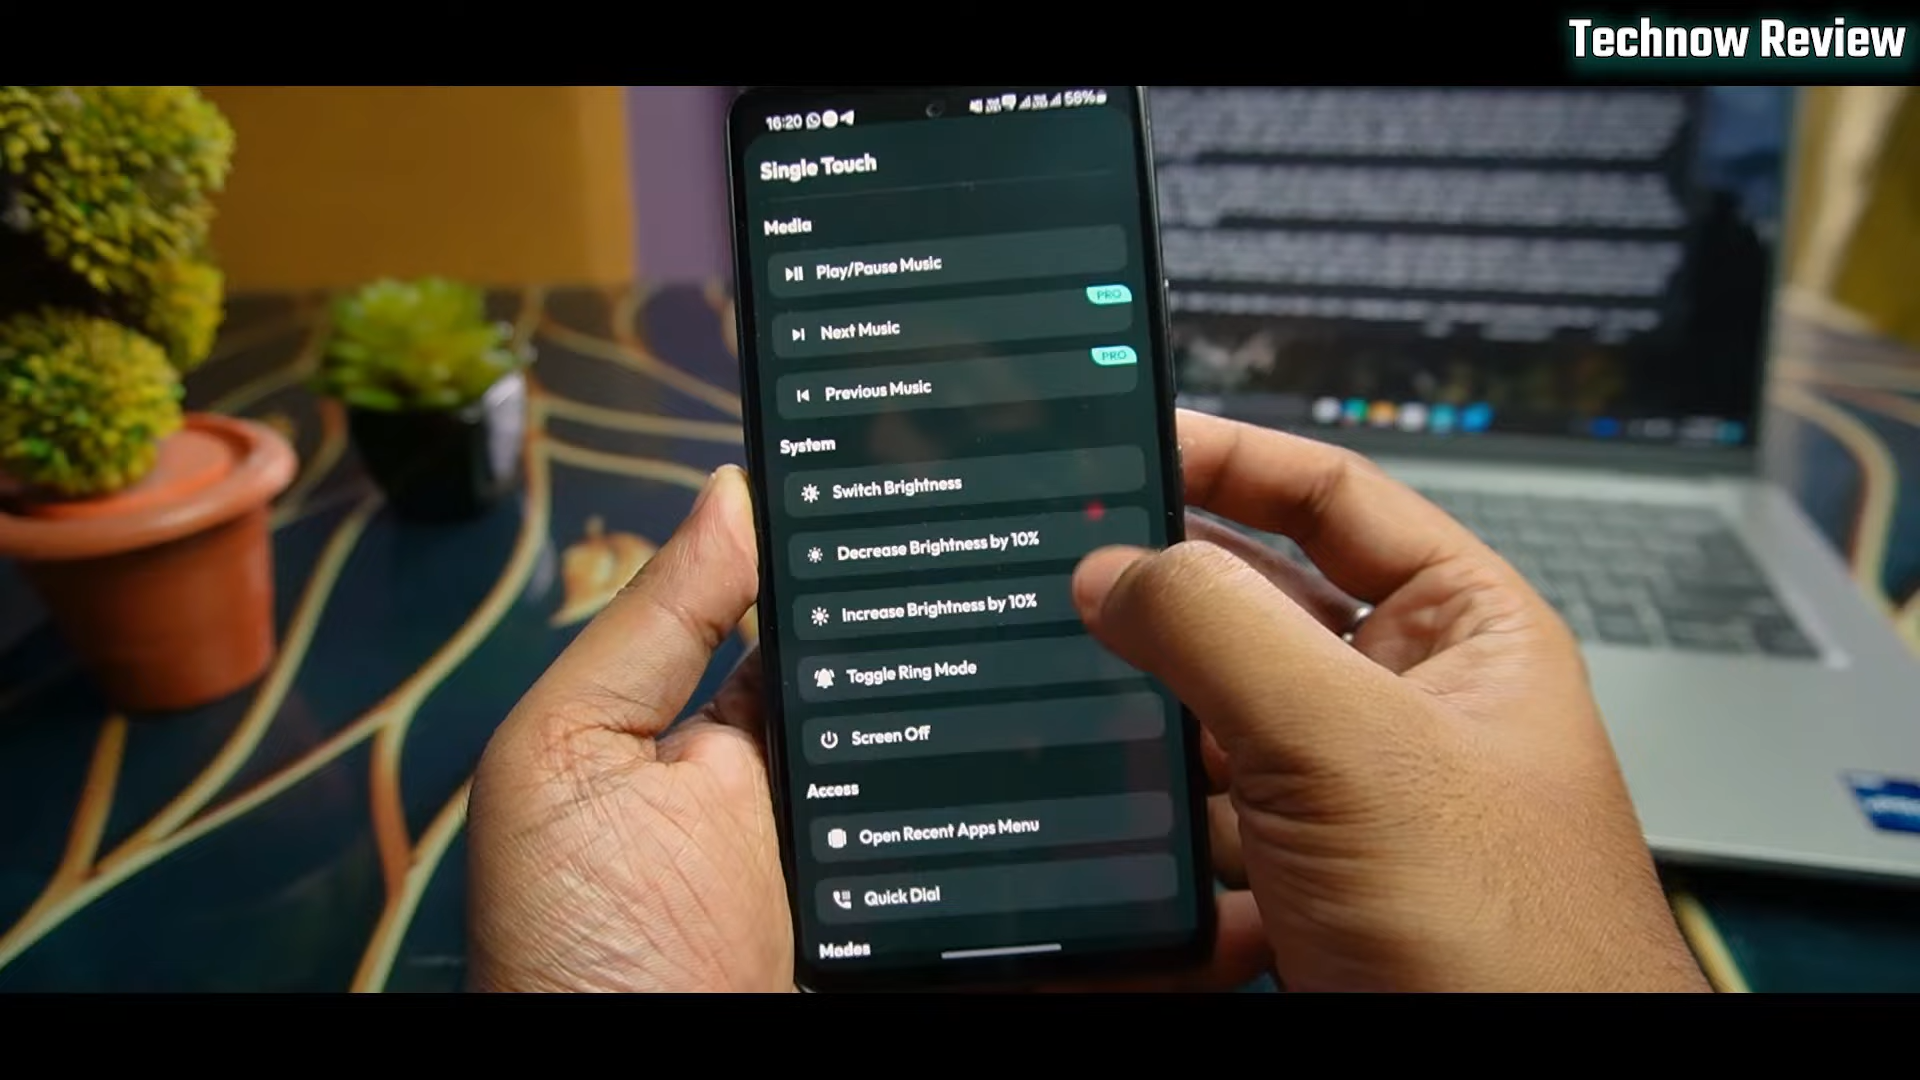 Technow Review
16:20
58%
Single Touch
Media
Play/Pause Music
PRO
Next Music
PRO
Previous Music
System
Switch Brightness
Decrease Brightness by 10%
Increase Brightness by 10%
Toggle Ring Mode
Screen Off
Access
Open Recent Apps Menu
Quick Dial
Modes